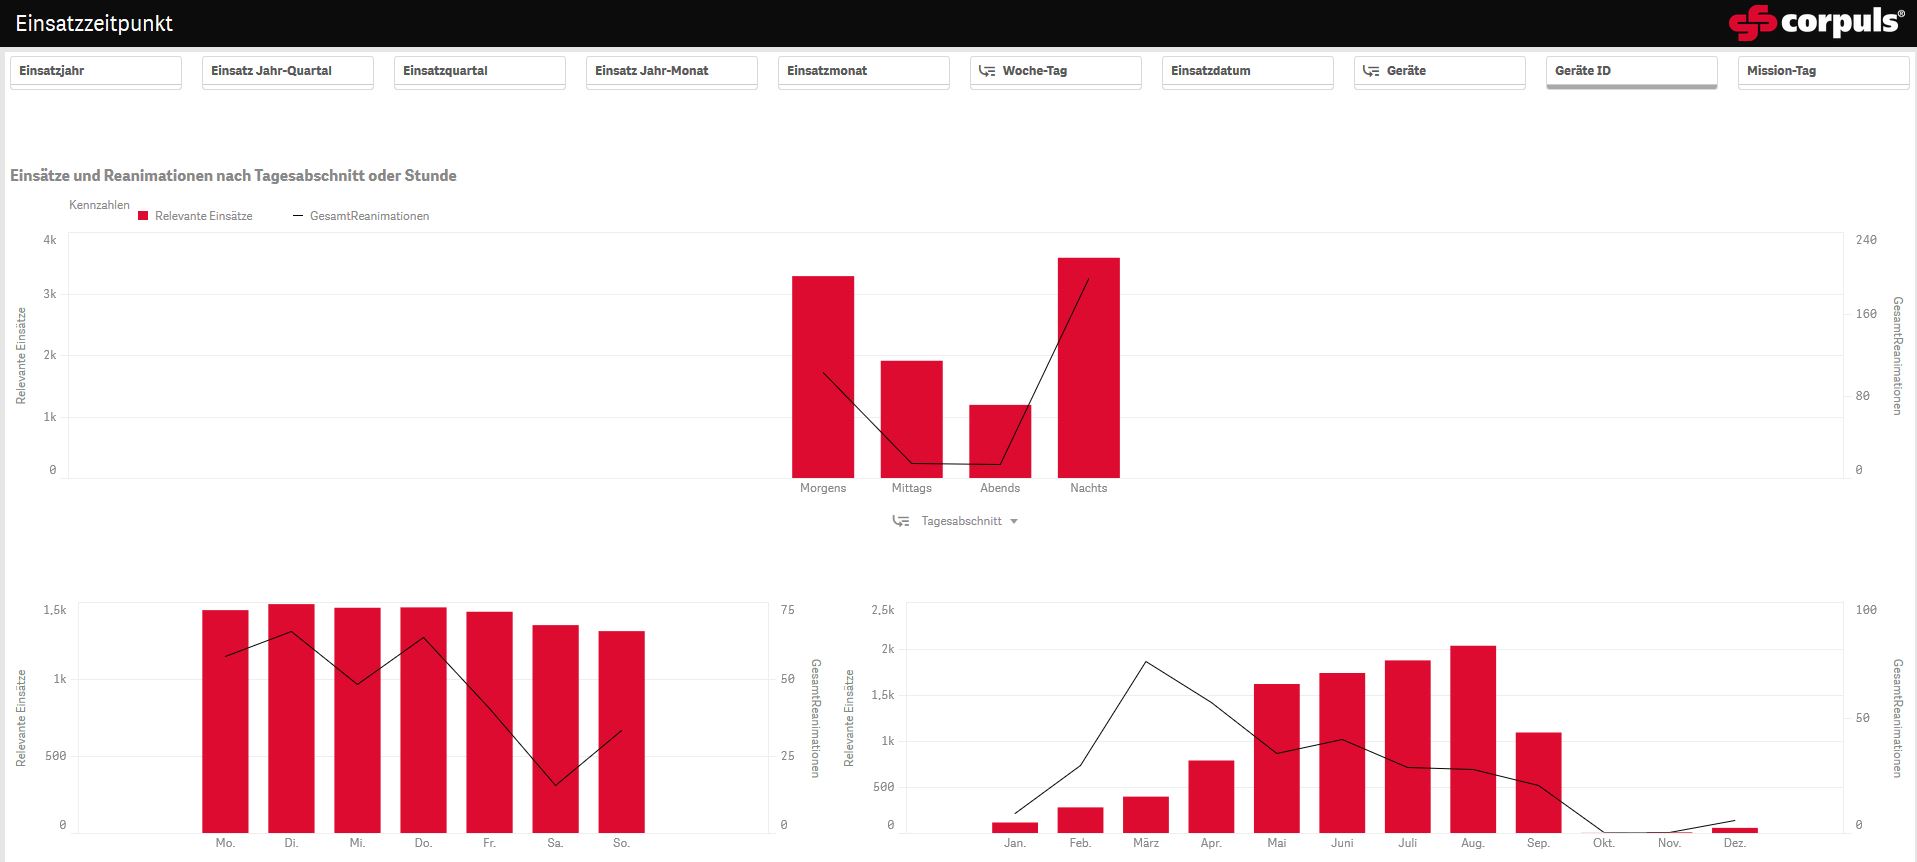 Einsatzzeitpunkt
corpuls®
Einsatzjahr
Einsatz Jahr-Quartal
Einsatzquartal
Einsatz Jahr-Monat
Einsatzmonat
Woche-Tag
Einsatzdatum
Geräte
Geräte ID
Mission-Tag
Einsätze und Reanimationen nach Tagesabschnitt oder Stunde
Kennzahlen
Relevante Einsätze
GesamtReanimationen
4k
3k
2k
1k
0
Relevante Einsätze
240
160
80
0
GesamtReanimationen
Morgens
Mittags
Abends
Nachts
Tagesabschnitt
1,5k
1k
500
0
Relevante Einsätze
75
50
25
0
GesamtReanimationen
Mo.
Di.
Mi.
Do.
Fr.
Sa.
So.
2,5k
2k
1,5k
1k
500
0
Relevante Einsätze
100
50
0
GesamtReanimationen
Jan.
Feb.
März
Apr.
Mai
Juni
Juli
Aug.
Sep.
Okt.
Nov.
Dez.